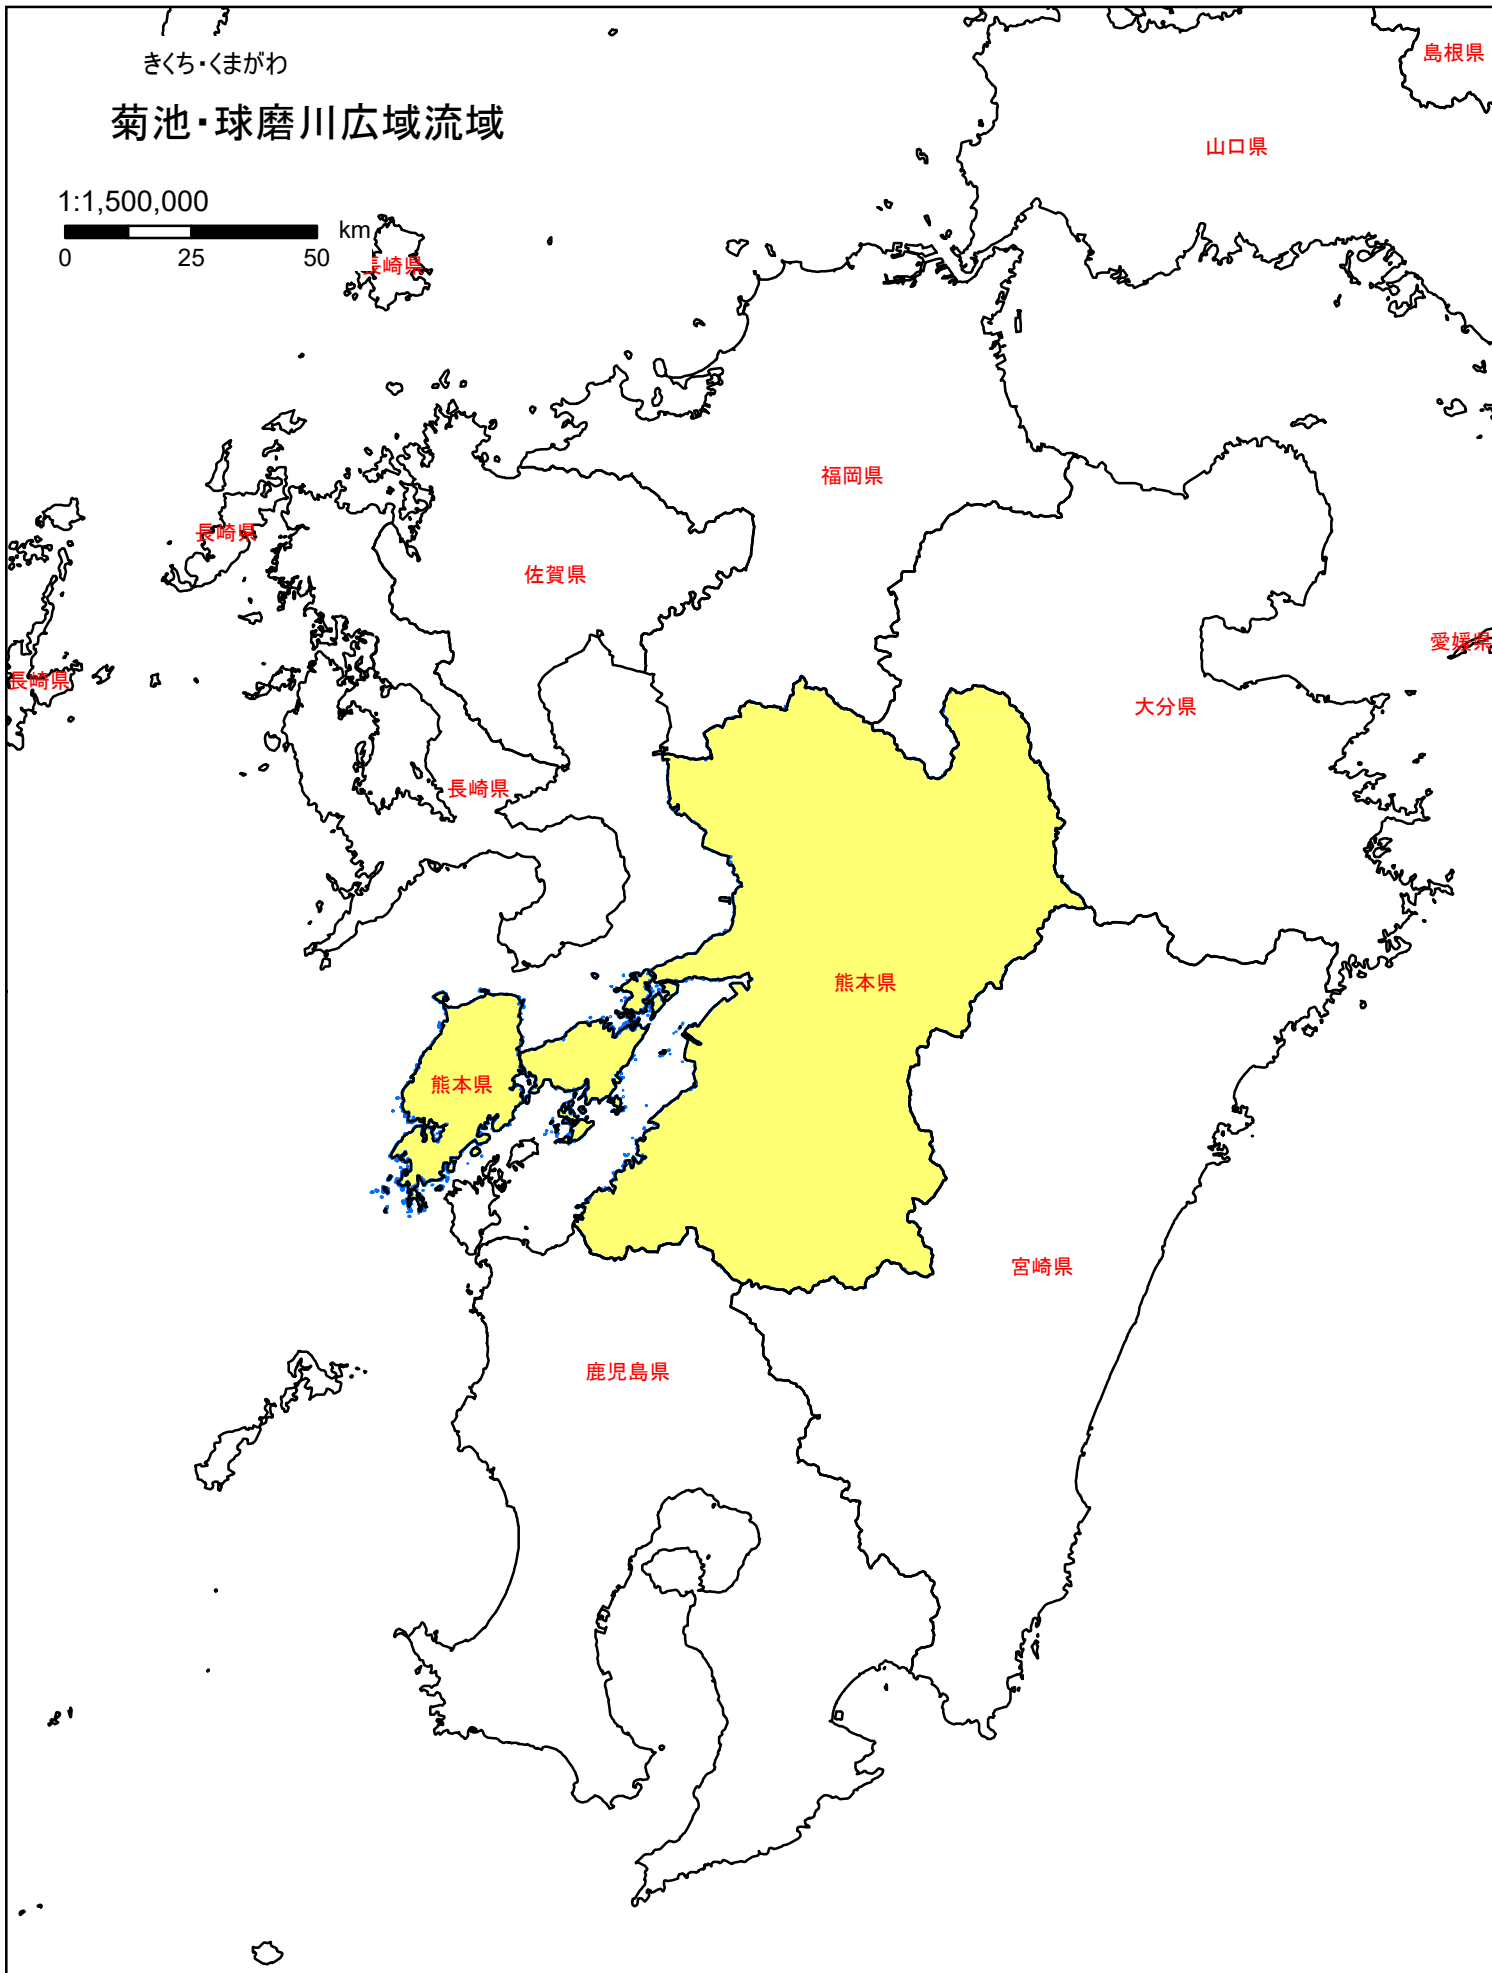 きくち・くまがわ
菊池・球磨川広域流域
1:1,500,000
km
0 25 50
島根県
山口県
長崎県
福岡県
長崎県
佐賀県
愛媛県
長崎県
大分県
長崎県
熊本県
熊本県
宮崎県
鹿児島県